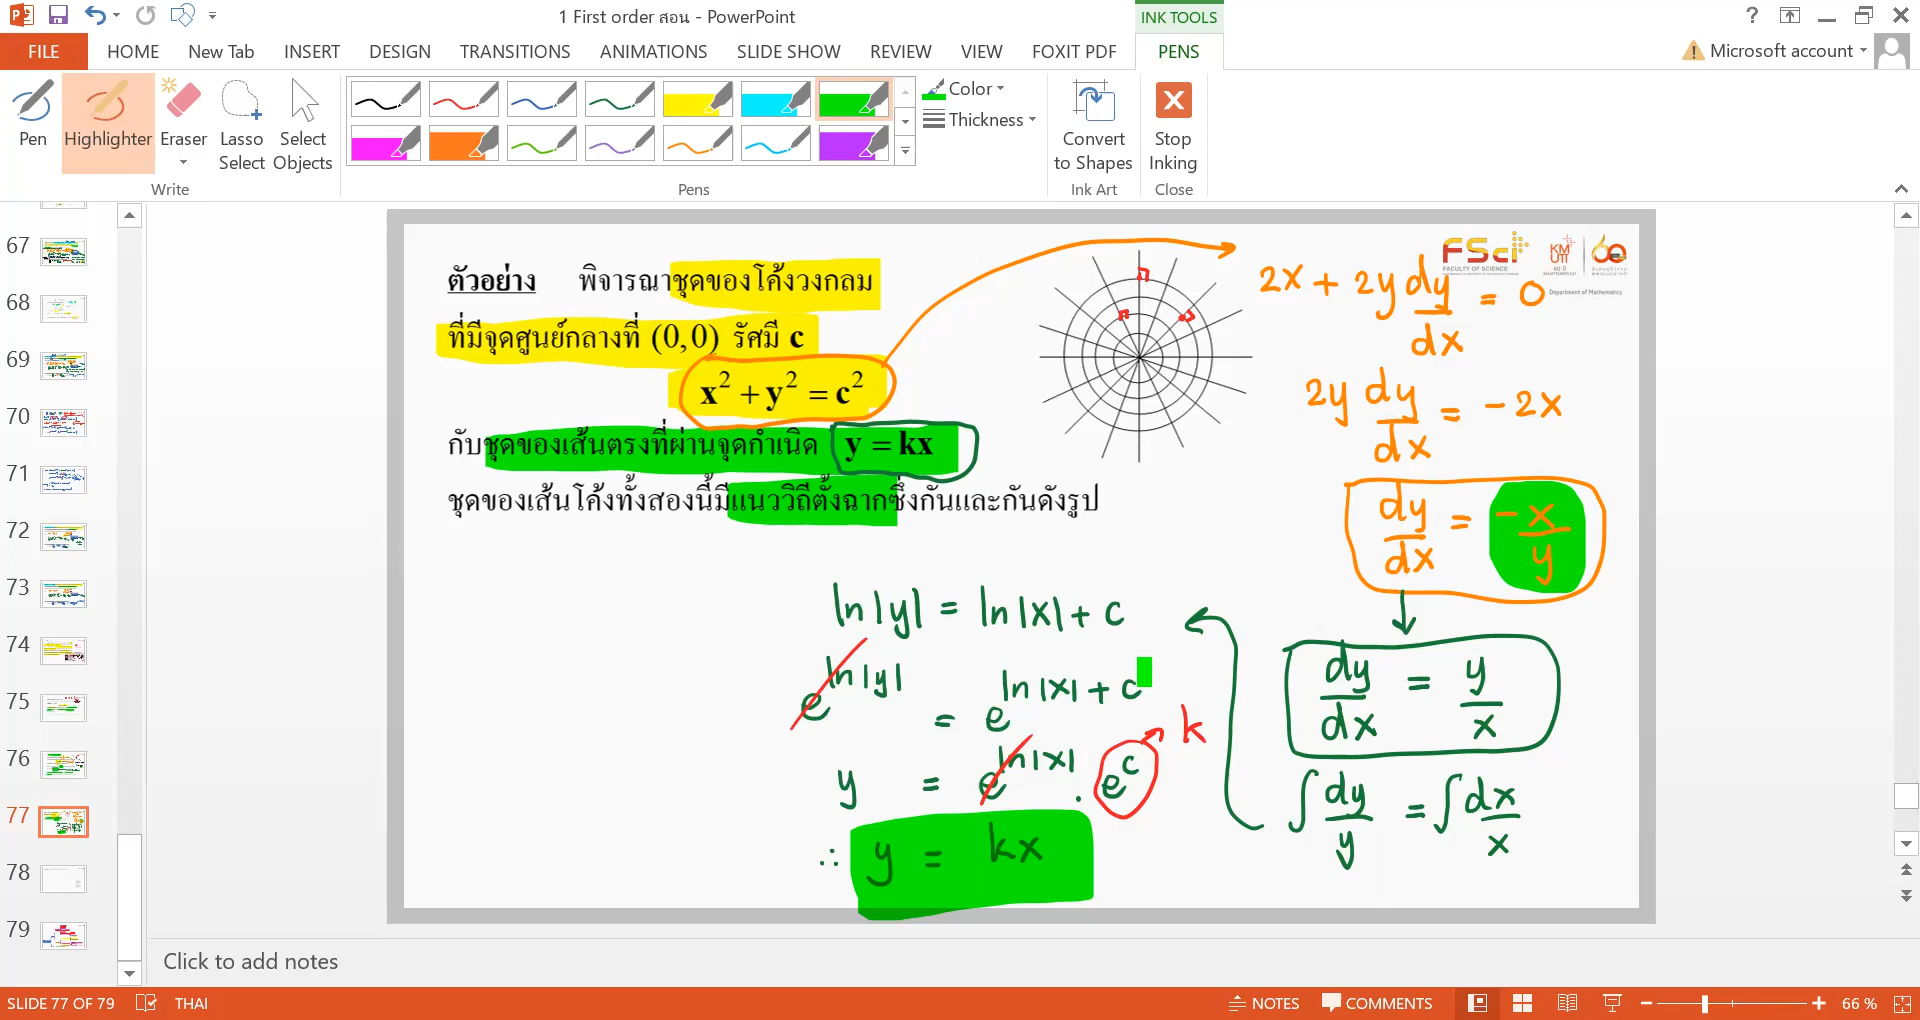 1 First order สอน - PowerPoint
INK TOOLS
FILE HOME New Tab INSERT DESIGN TRANSITIONS ANIMATIONS SLIDE SHOW REVIEW VIEW FOXIT PDF PENS
Microsoft account
Pen Highlighter Eraser Lasso Select Select Objects
Color
Thickness
Convert to Shapes
Stop Inking
Write Pens Ink Art Close
67
68
69
70
71
72
73
74
75
76
77
78
79
ตัวอย่าง พิจารณาชุดของโค้งวงกลม
ที่มีจุดศูนย์กลางที่ (0,0) รัศมี c
x² + y² = c²
กับชุดของเส้นตรงที่ผ่านจุดกำเนิด y = kx
ชุดของเส้นโค้งทั้งสองนี้มีแนววิถีตั้งฉากซึ่งกันและกันดังรูป
FSci
FACULTY OF SCIENCE
KMUTT
Department of Mathematics
2x + 2y dy/dx = 0
2y dy/dx = -2x
dy/dx = -x/y
dy/dx = y/x
∫ dy/y = ∫ dx/x
ln|y| = ln|x| + c
e^(ln|y|) = e^(ln|x| + c)
y = e^(ln|x|) . e^c
k
∴ y = kx
Click to add notes
SLIDE 77 OF 79 THAI NOTES COMMENTS 66 %